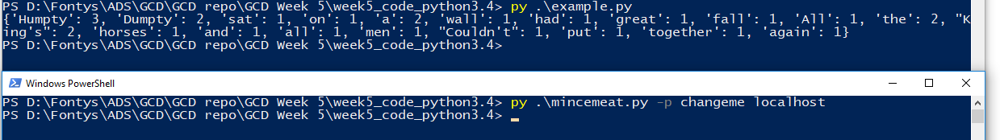 PS D:\Fontys\ADS\GCD\GCD repo\GCD Week 5\week5_code_python3.4> py .\example.py
{'Humpty': 3, 'Dumpty': 2, 'sat': 1, 'on': 1, 'a': 2, 'wall': 1, 'had': 1, 'great': 1, 'fall': 1, 'All': 1, 'the': 2, "K
ing's": 2, 'horses': 1, 'and': 1, 'all': 1, 'men': 1, "Couldn't": 1, 'put': 1, 'together': 1, 'again': 1}
PS D:\Fontys\ADS\GCD\GCD repo\GCD Week 5\week5_code_python3.4>
Windows PowerShell
PS D:\Fontys\ADS\GCD\GCD repo\GCD Week 5\week5_code_python3.4> py .\mincemeat.py -p changeme localhost
PS D:\Fontys\ADS\GCD\GCD repo\GCD Week 5\week5_code_python3.4>